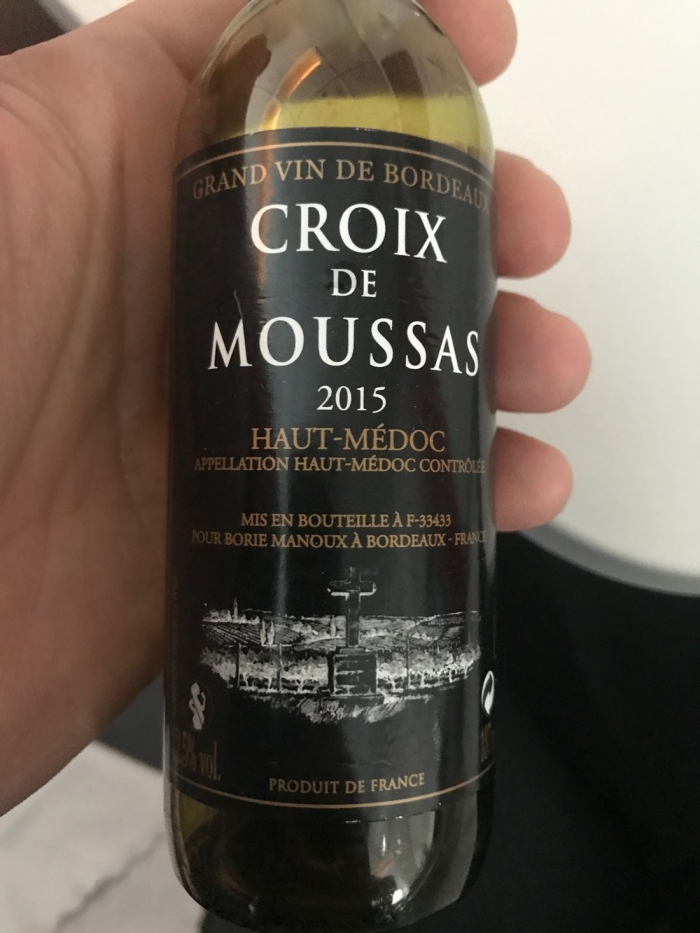 GRAND VIN DE BORDEAUX
CROIX
DE
MOUSSAS
2015
HAUT-MÉDOC
APPELLATION HAUT-MÉDOC CONTRÔLÉE
MIS EN BOUTEILLE À F-33433
POUR BORIE MANOUX À BORDEAUX - FRANCE
vol.
PRODUIT DE FRANCE